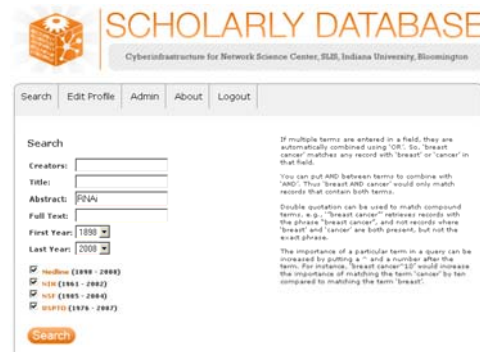 SCHOLARLY DATABASE
Cyberinfrastructure for Network Science Center, SLIS, Indiana University, Bloomington
Search Edit Profile Admin About Logout
Search
Creators:
Title:
Abstract: RNAi
Full Text:
First Year: 1898
Last Year: 2008
Medline (1898 - 2008)
NIH (1961 - 2002)
NSF (1985 - 2004)
USPTO (1976 - 2007)
Search
If multiple terms are entered in a field, they are
automatically combined using 'OR'. So, 'breast
cancer' matches any record with 'breast' or 'cancer' in
that field.
You can put AND between terms to combine with
'AND'. Thus 'breast AND cancer' would only match
records that contain both terms.
Double quotation can be used to match compound
terms, e.g., '"breast cancer"' retrieves records with
the phrase "breast cancer", and not records where
'breast' and 'cancer' are both present, but not the
exact phrase.
The importance of a particular term in a query can be
increased by putting a ^ and a number after the
term. For instance, 'breast cancer^10' would increase
the importance of matching the term 'cancer' by ten
compared to matching the term 'breast'.